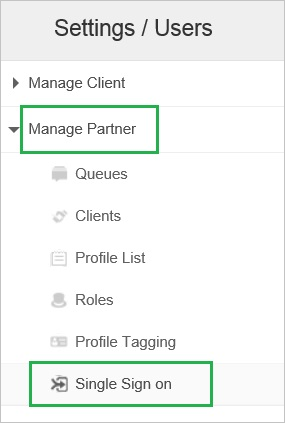 Settings / Users
Manage Client
Manage Partner
Queues
Clients
Profile List
Roles
Profile Tagging
Single Sign on